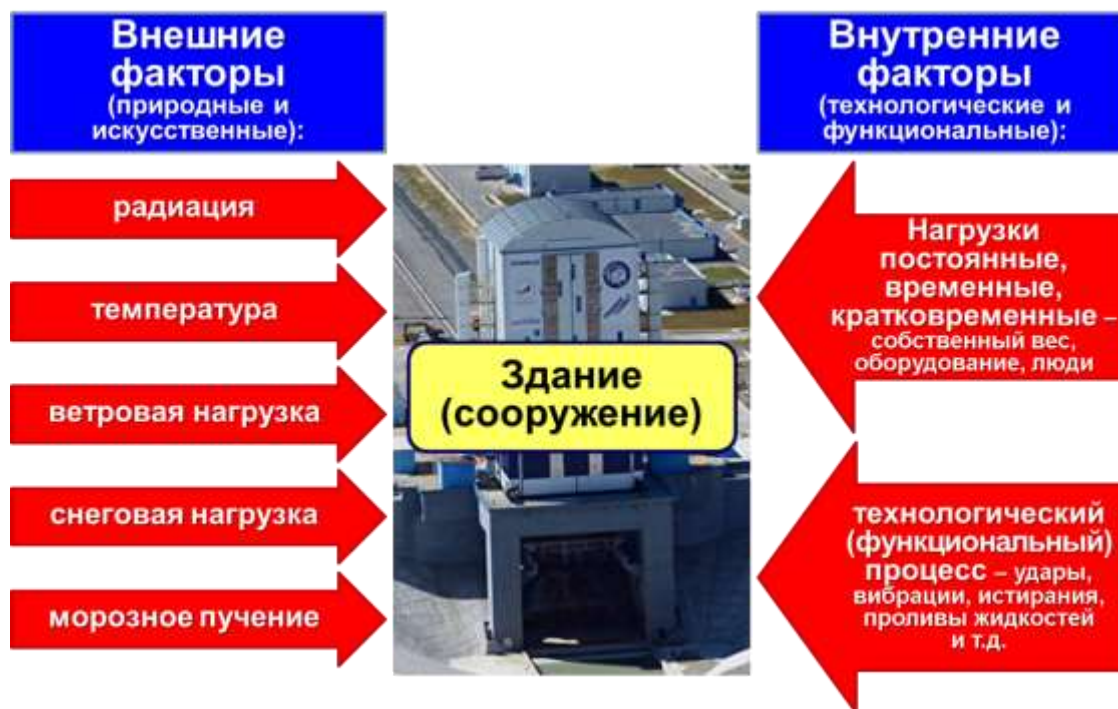 Внешние
факторы
(природные и
искусственные):
радиация
температура
ветровая нагрузка
снеговая нагрузка
морозное пучение
Здание
(сооружение)
Внутренние
факторы
(технологические и
функциональные):
Нагрузки
постоянные,
временные,
кратковременные –
собственный вес,
оборудование, люди
технологический
(функциональный)
процесс – удары,
вибрации, истирания,
проливы жидкостей
и т.д.